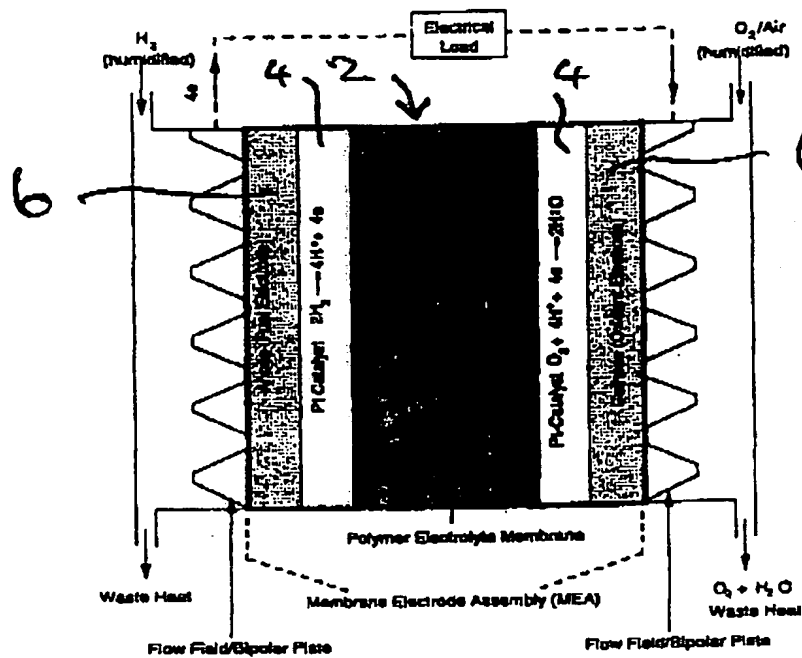 H₂
(humidified)
Electrical
Load
O₂/Air
(humidified)
4e
4
2
4
6
Pt Catalyst 2H₂ → 4H⁺ + 4e
Pt-Catalyst O₂ + 4H⁺ + 4e → 2H₂O
Polymer Electrolyte Membrane
Waste Heat
Membrane Electrode Assembly (MEA)
O₂ + H₂O
Waste Heat
Flow Field/Bipolar Plate
Flow Field/Bipolar Plate